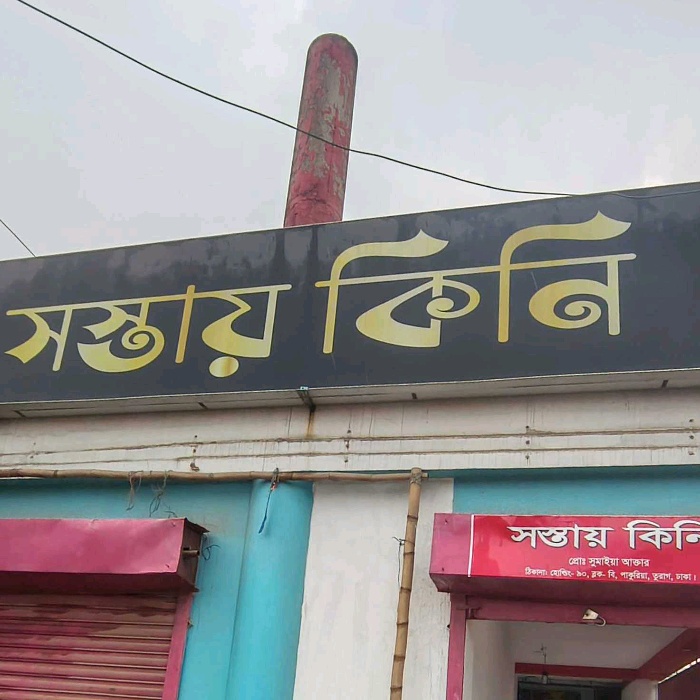 সস্তায় কিনি
সস্তায় কিনি
প্রোঃ সুমাইয়া আক্তার
ঠিকানা: হোল্ডিং- ৯০, ব্লক- বি, পাকুরিয়া, তুরাগ, ঢাকা।